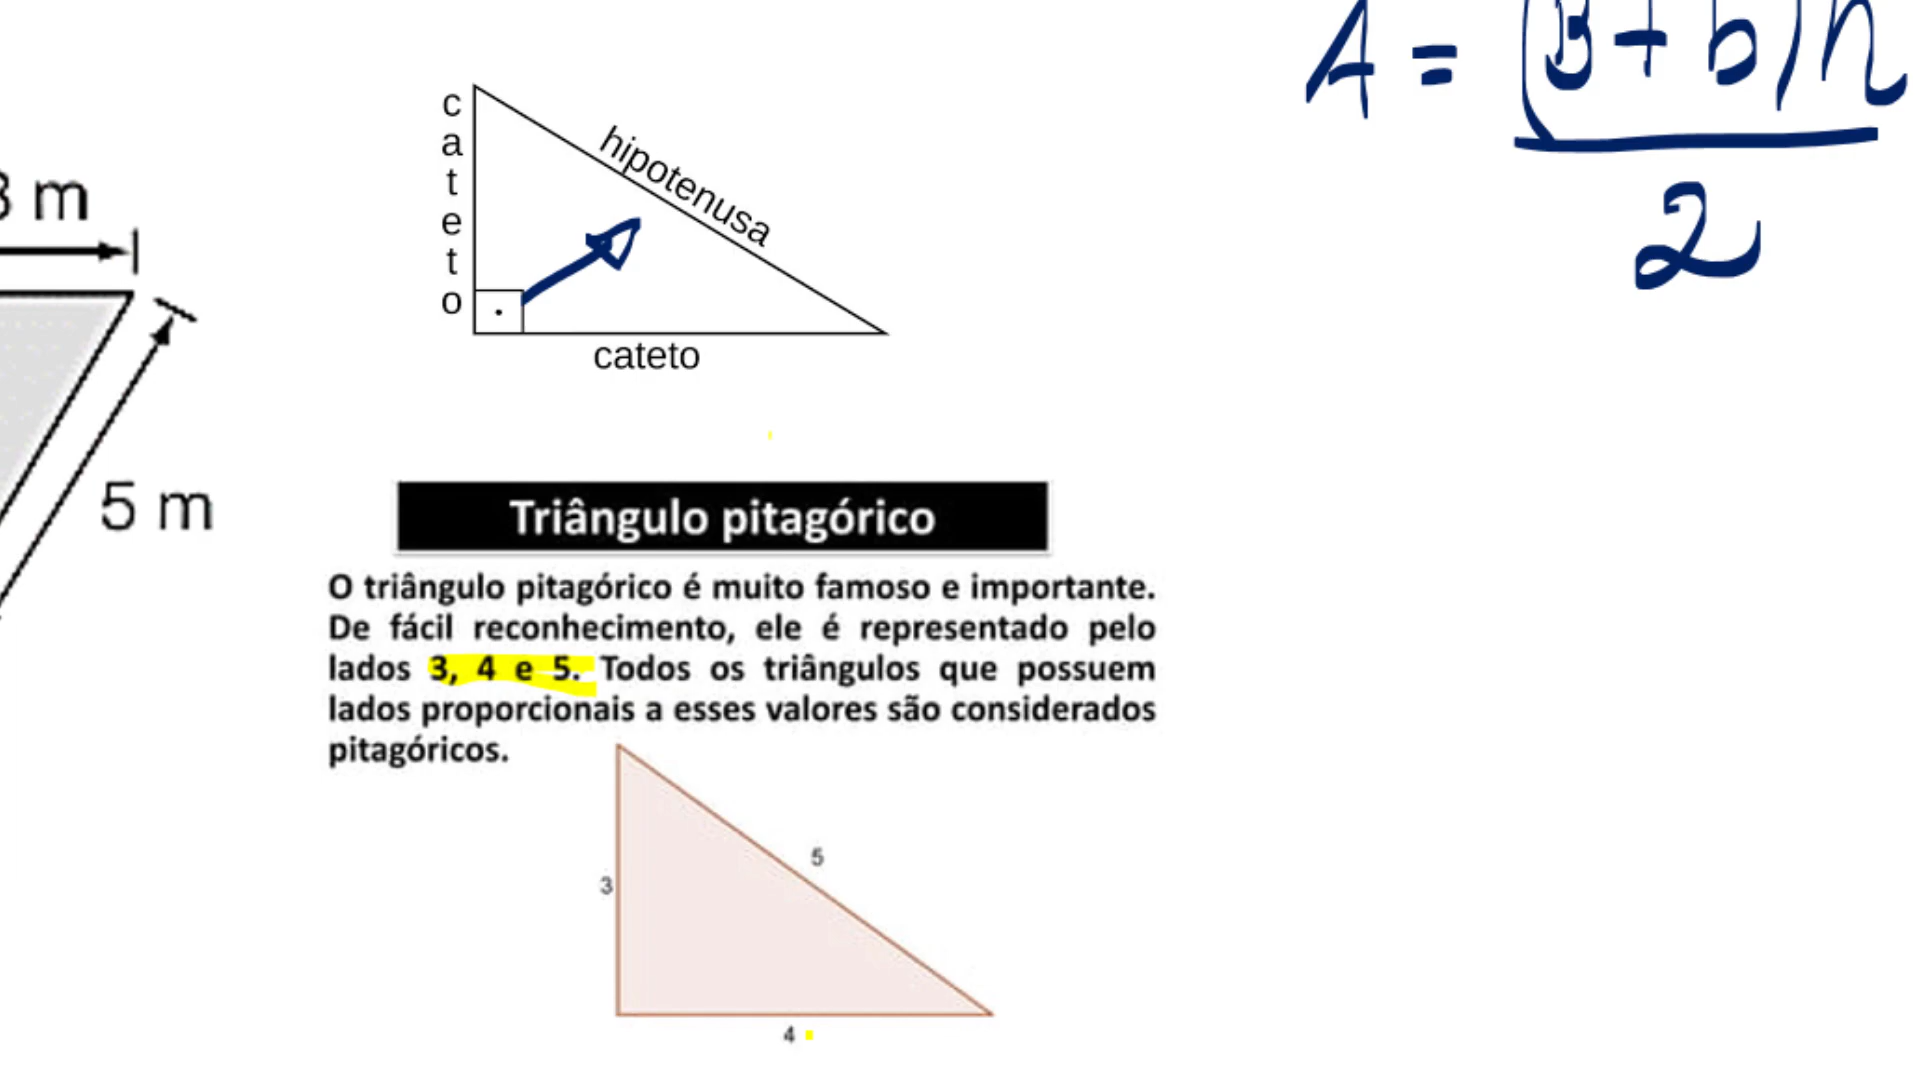 A = (B + b) h
2
3 m
cateto
hipotenusa
cateto
5 m
Triângulo pitagórico
O triângulo pitagórico é muito famoso e importante.
De fácil reconhecimento, ele é representado pelo
lados 3, 4 e 5. Todos os triângulos que possuem
lados proporcionais a esses valores são considerados
pitagóricos.
5
3
4